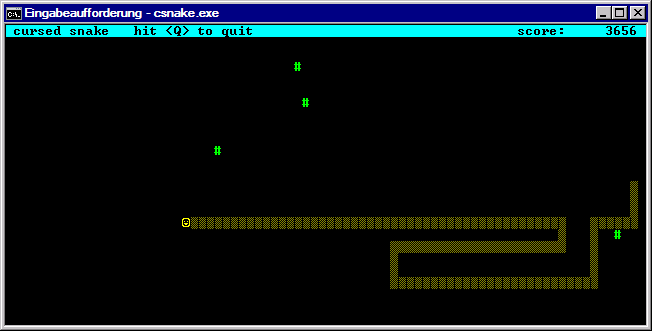 Eingabeaufforderung - csnake.exe
cursed snake hit <Q> to quit score: 3656
#
#
#
#